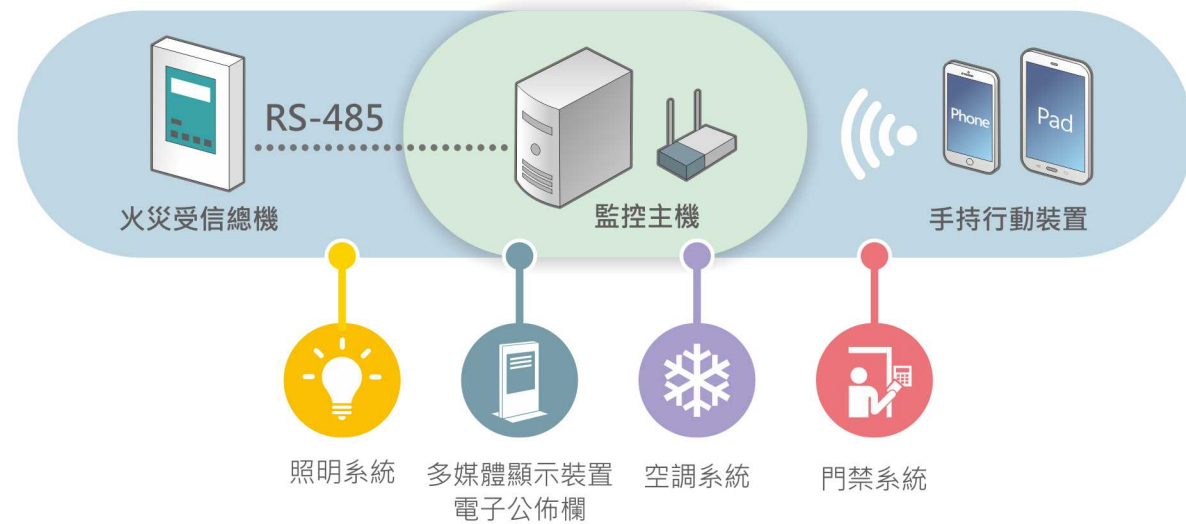 RS-485
Phone
Pad
火災受信總機
監控主機
手持行動裝置
照明系統
多媒體顯示裝置
電子公佈欄
空調系統
門禁系統